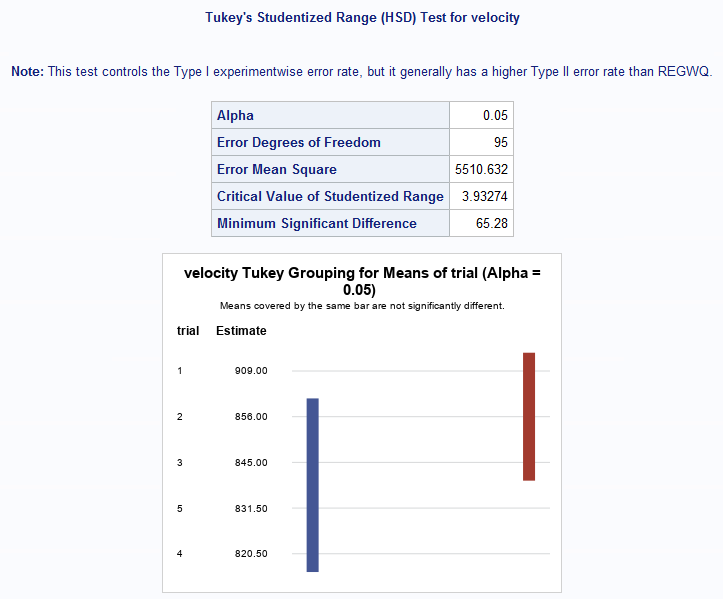 Tukey's Studentized Range (HSD) Test for velocity
Note: This test controls the Type I experimentwise error rate, but it generally has a higher Type II error rate than REGWQ.
Alpha 0.05
Error Degrees of Freedom 95
Error Mean Square 5510.632
Critical Value of Studentized Range 3.93274
Minimum Significant Difference 65.28
velocity Tukey Grouping for Means of trial (Alpha =
0.05)
Means covered by the same bar are not significantly different.
trial Estimate
1 909.00
2 856.00
3 845.00
5 831.50
4 820.50